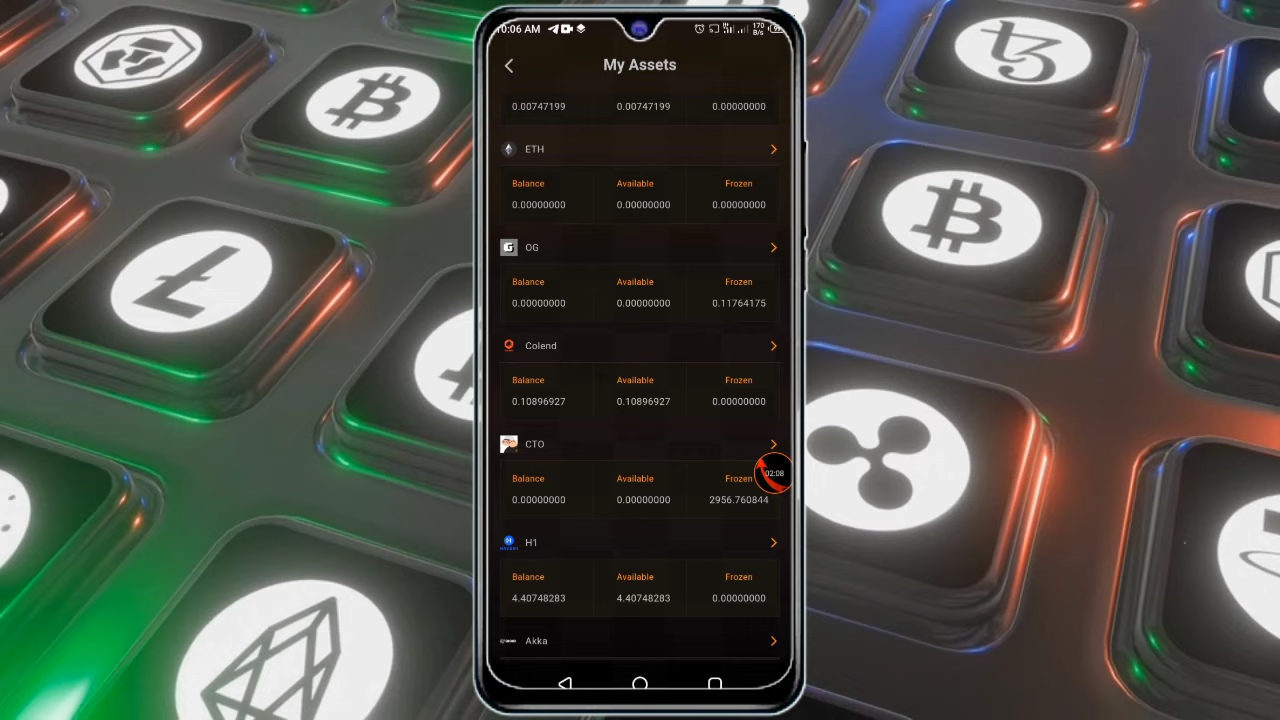 10:06 AM 170 B/s
My Assets
0.00747199 0.00747199 0.00000000
ETH
Balance Available Frozen
0.00000000 0.00000000 0.00000000
OG
Balance Available Frozen
0.00000000 0.00000000 0.11764175
Colend
Balance Available Frozen
0.10896927 0.10896927 0.00000000
CTO
Balance Available Frozen
02:08
0.00000000 0.00000000 2956.760844
H1
Balance Available Frozen
4.40748283 4.40748283 0.00000000
Akka